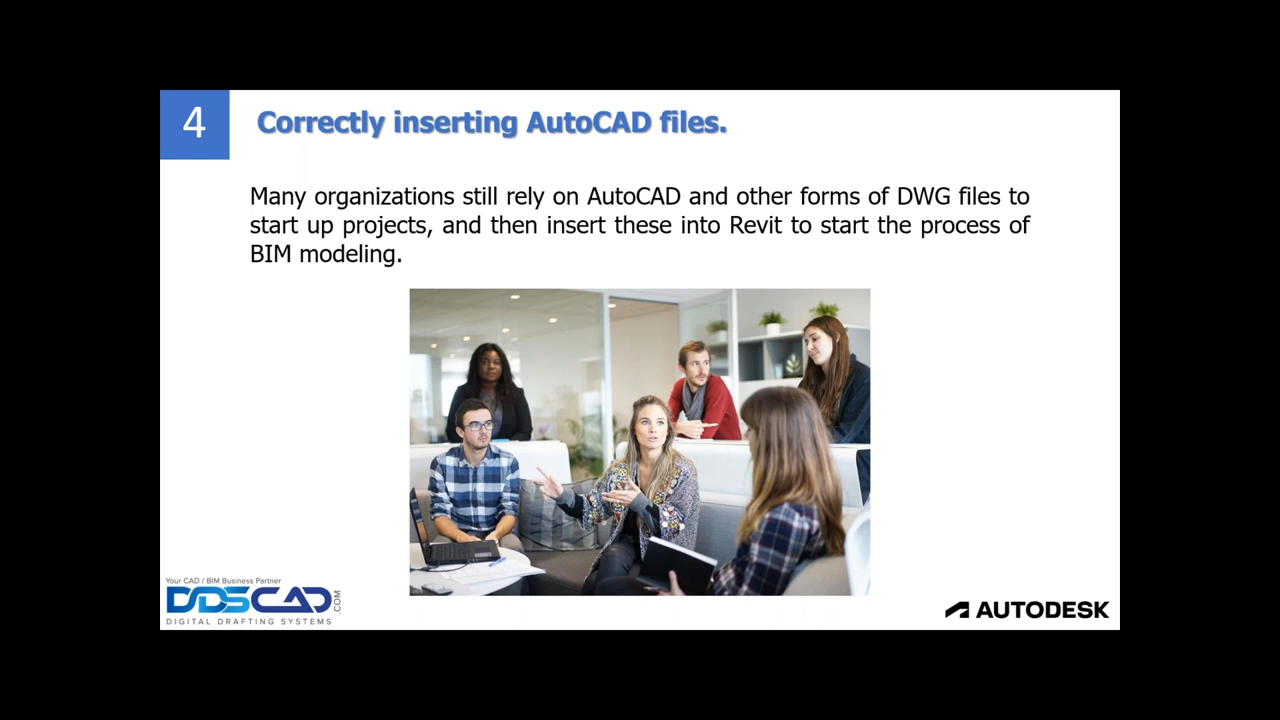 4
Correctly inserting AutoCAD files.
Many organizations still rely on AutoCAD and other forms of DWG files to
start up projects, and then insert these into Revit to start the process of
BIM modeling.
Your CAD / BIM Business Partner
DDSCAD.COM
DIGITAL DRAFTING SYSTEMS
AUTODESK